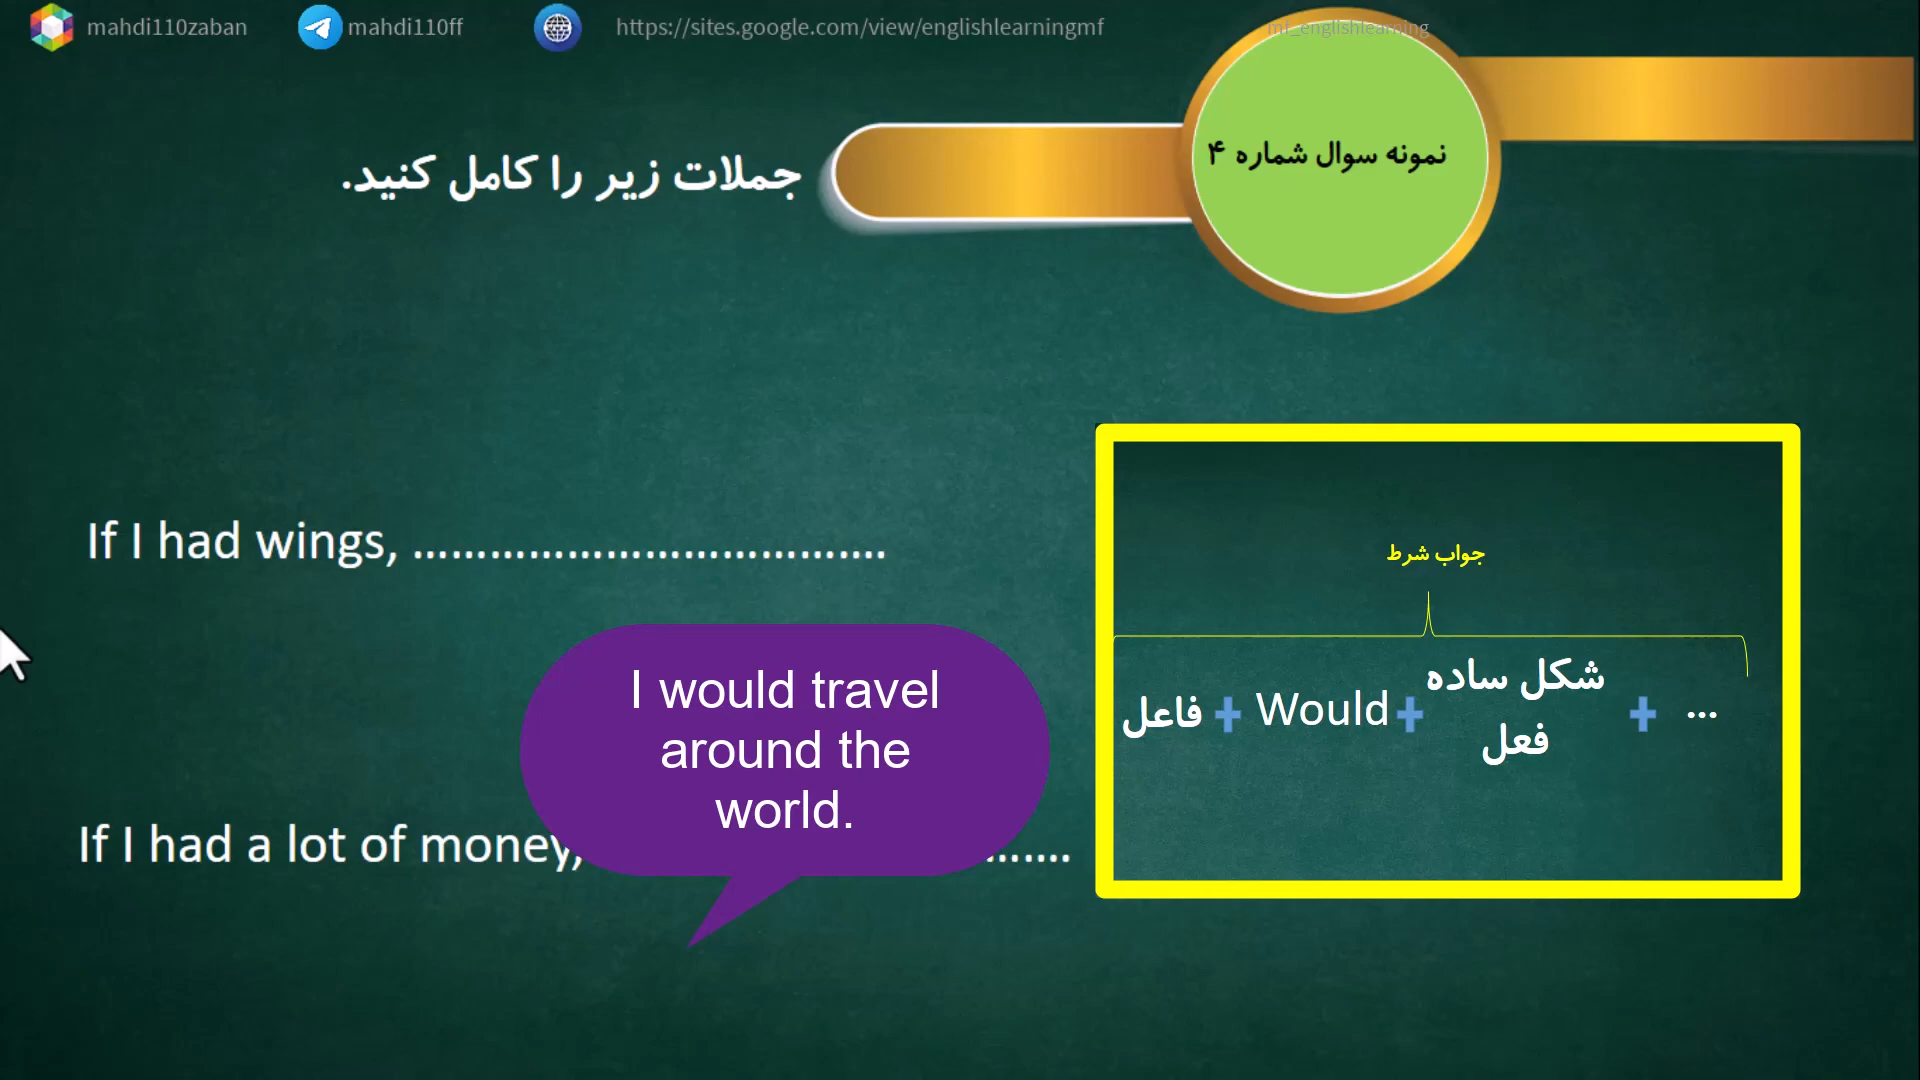 mahdi110zaban
mahdi110ff
https://sites.google.com/view/englishlearningmf
mf_englishlearning
نمونه سوال شماره ۴
جملات زیر را کامل کنید.
If I had wings, ......................................
جواب شرط
فاعل + Would + شکل ساده فعل + ...
I would travel
around the
world.
If I had a lot of money, .......